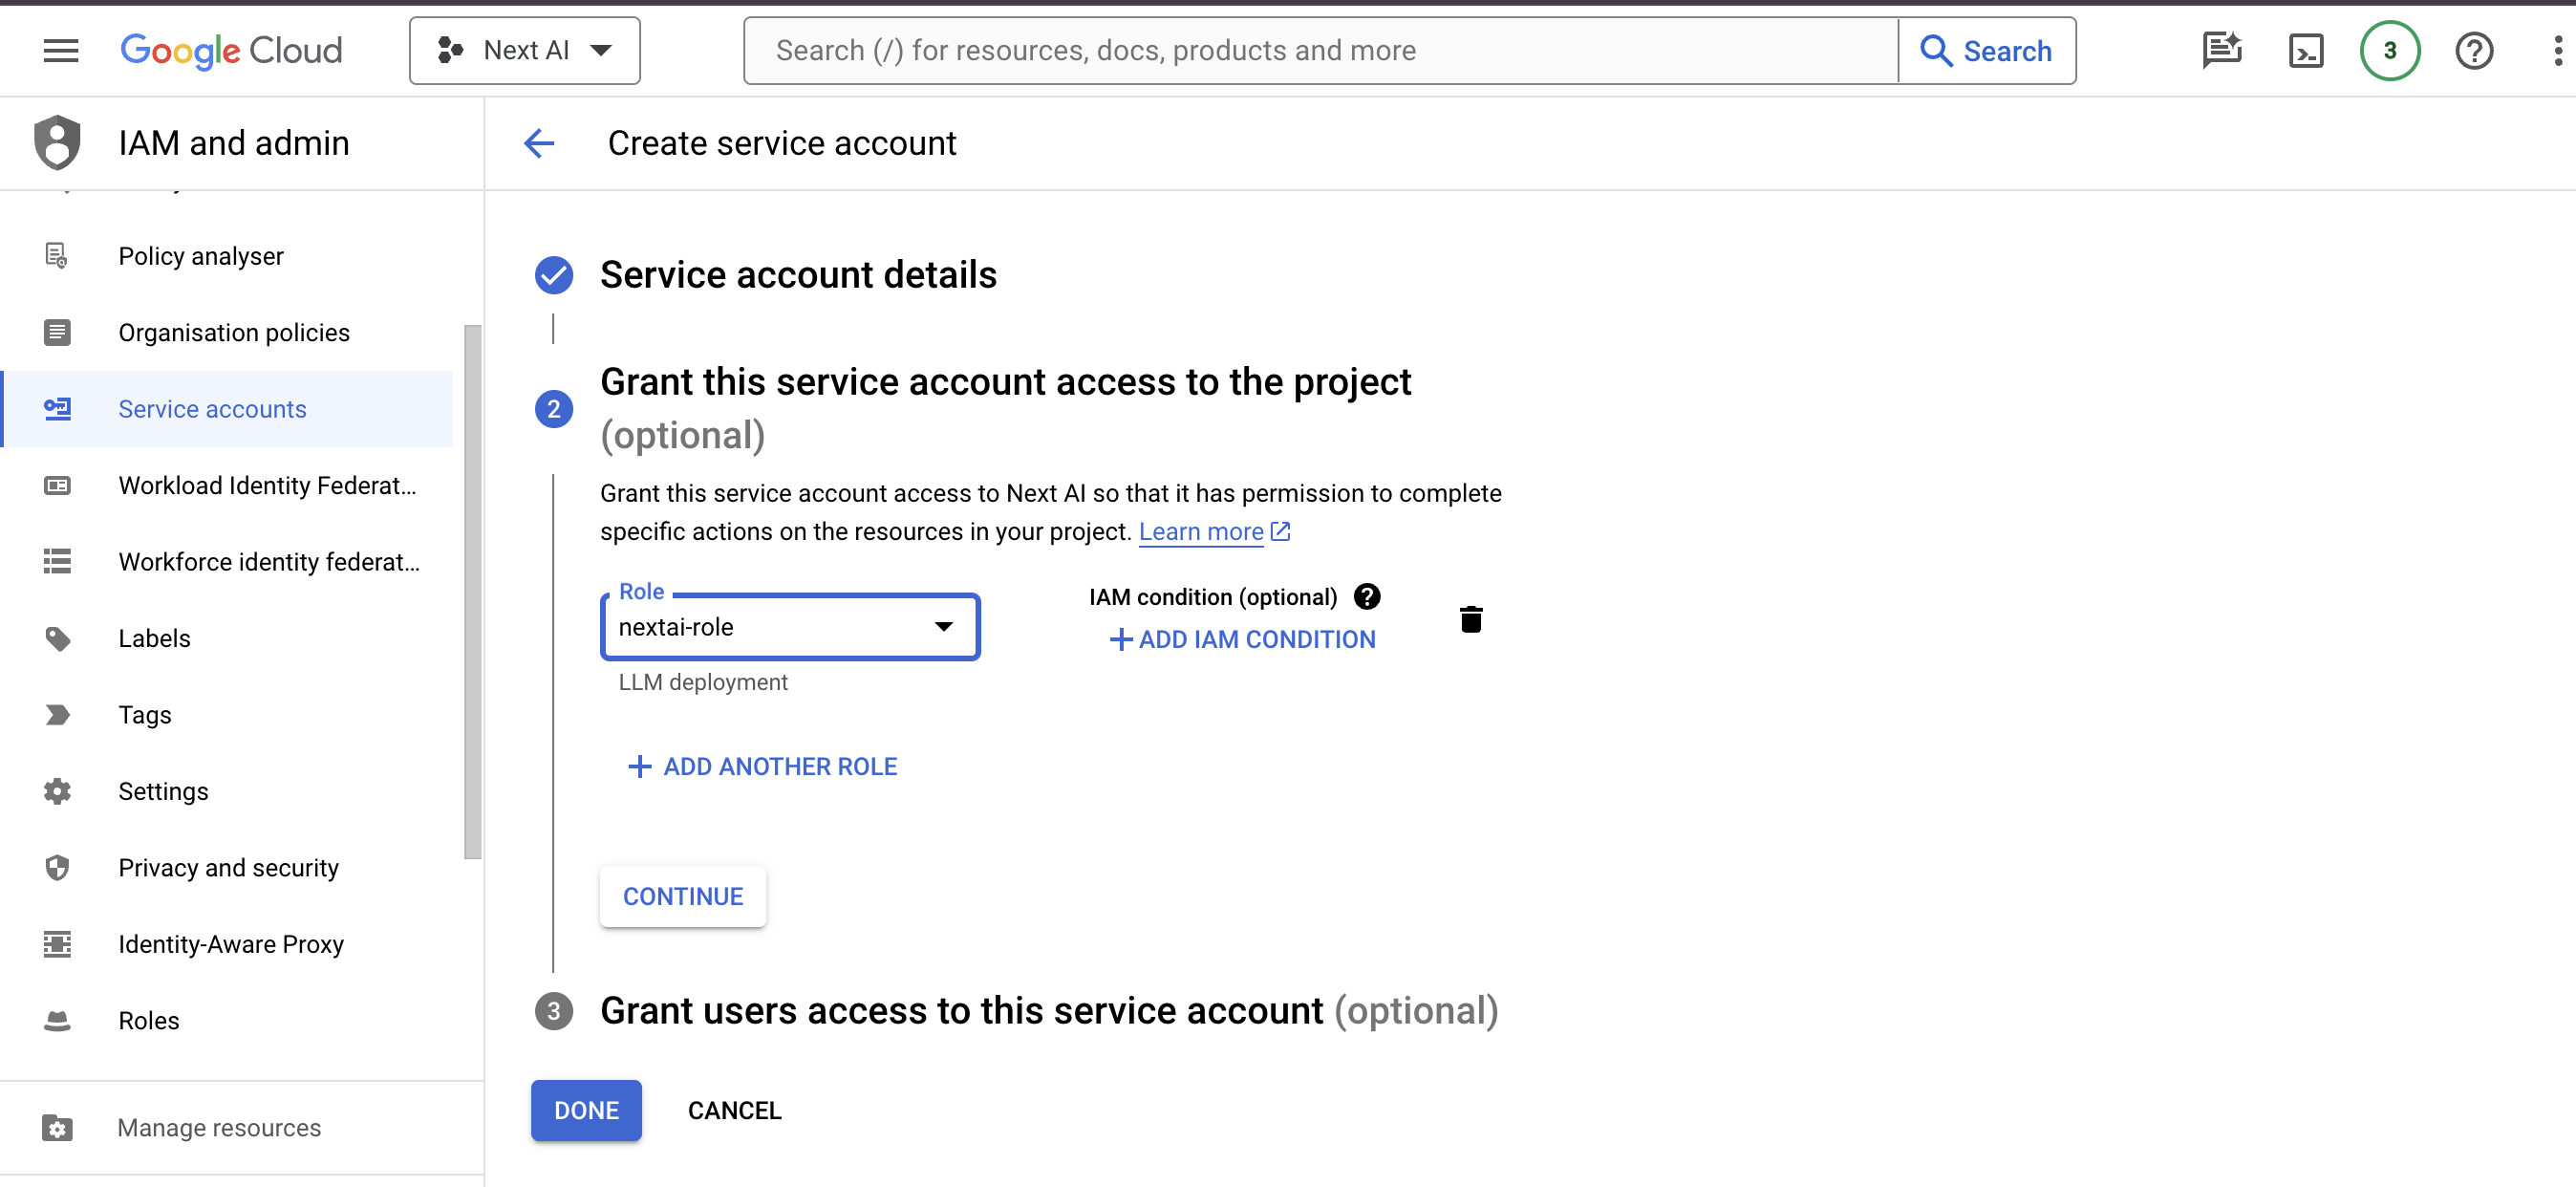 Google Cloud
Next AI
Search (/) for resources, docs, products and more
Search
3
IAM and admin
Create service account
Policy analyser
Organisation policies
Service accounts
Workload Identity Federat...
Workforce identity federat...
Labels
Tags
Settings
Privacy and security
Identity-Aware Proxy
Roles
Manage resources
Service account details
2
Grant this service account access to the project
(optional)
Grant this service account access to Next AI so that it has permission to complete
specific actions on the resources in your project. Learn more
Role
nextai-role
LLM deployment
IAM condition (optional)
+ ADD IAM CONDITION
+ ADD ANOTHER ROLE
CONTINUE
3
Grant users access to this service account (optional)
DONE
CANCEL